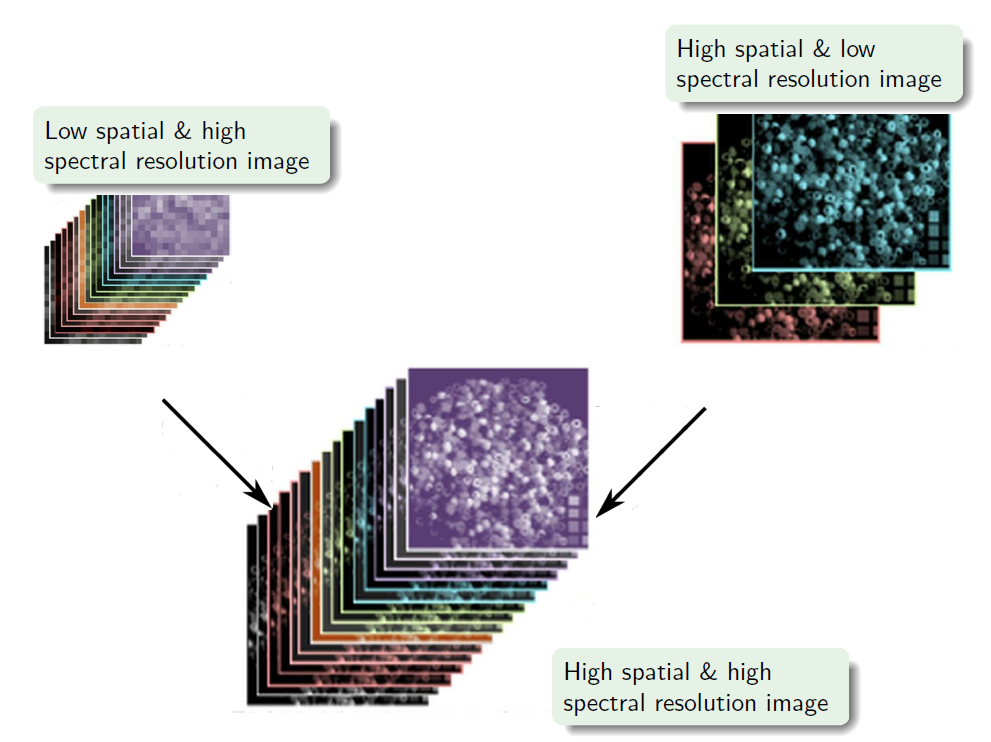 Low spatial & high
spectral resolution image
High spatial & low
spectral resolution image
High spatial & high
spectral resolution image